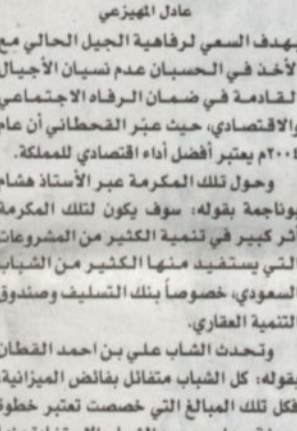 عادل المهيزعي
بهدف السعي لرفاهية الجيل الحالي مع
الأخذ في الحسبان عدم نسيان الأجيال
القادمة في ضمان الرفاه الاجتماعي
والاقتصادي، حيث عبّر القحطاني أن عام
٢٠٠٤م يعتبر أفضل أداء اقتصادي للمملكة.
وحول تلك المكرمة عبر الأستاذ هشام
بوناجمة بقوله: سوف يكون لتلك المكرمة
أثر كبير في تنمية الكثير من المشروعات
التي يستفيد منها الكثير من الشباب
السعودي، خصوصاً بنك التسليف وصندوق
التنمية العقاري.
وتحدث الشاب علي بن احمد القطان
بقوله: كل الشباب متفائل بفائض الميزانية،
فكل تلك المبالغ التي خصصت تعتبر خطوة